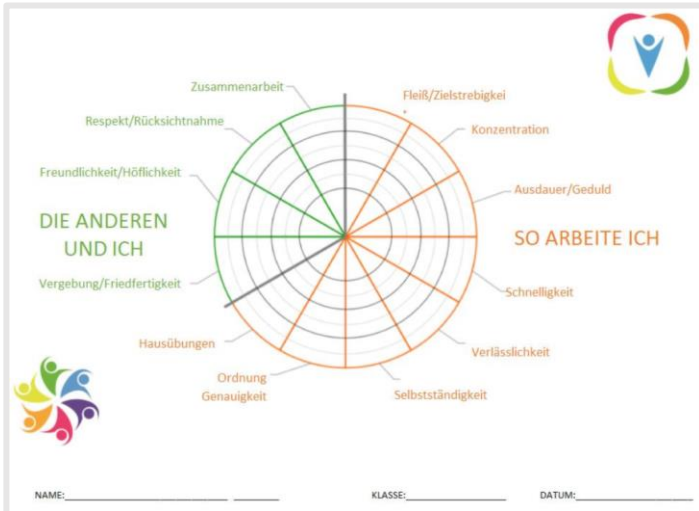 Zusammenarbeit
Fleiß/Zielstrebigkei
Respekt/Rücksichtnahme
Konzentration
Freundlichkeit/Höflichkeit
Ausdauer/Geduld
DIE ANDEREN
UND ICH
SO ARBEITE ICH
Vergebung/Friedfertigkeit
Schnelligkeit
Hausübungen
Verlässlichkeit
Ordnung
Genauigkeit
Selbstständigkeit
NAME:
KLASSE:
DATUM: